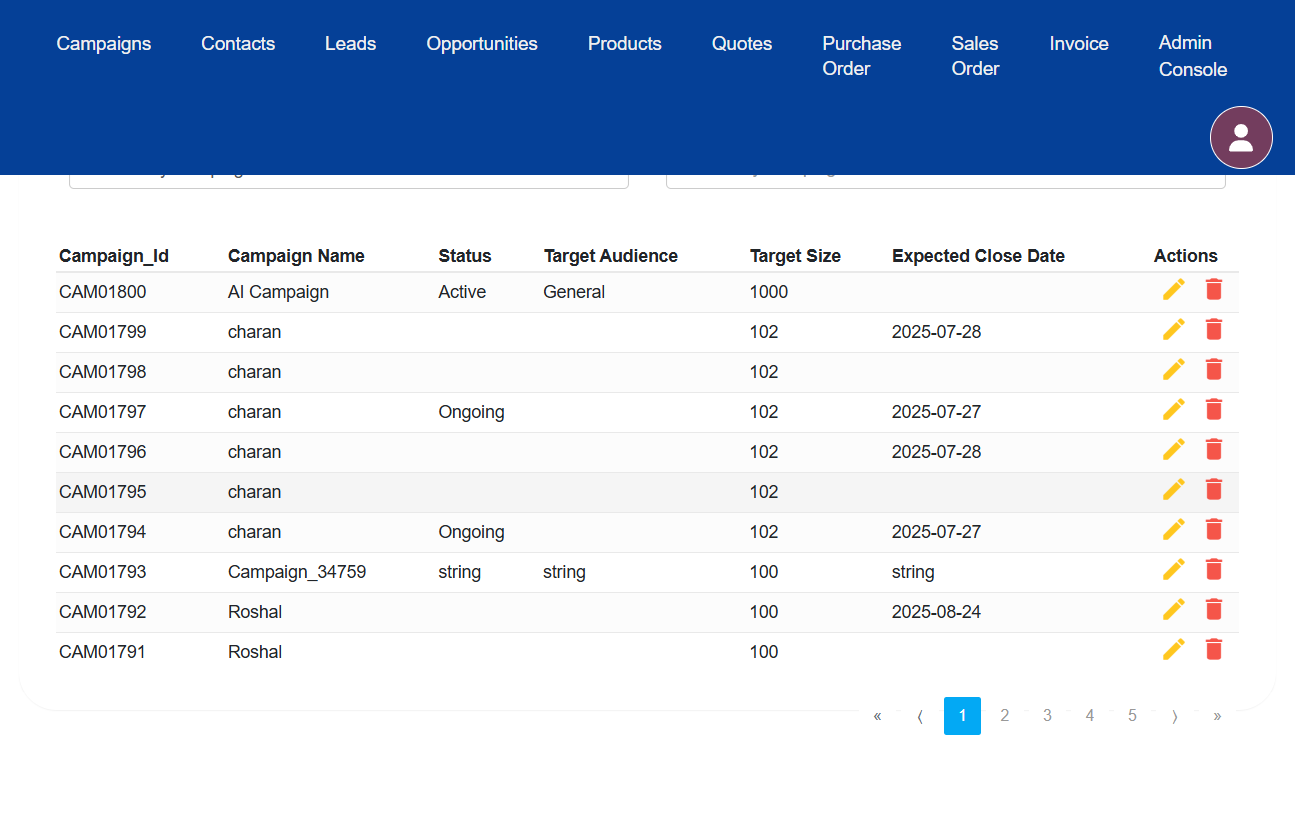 Campaigns Contacts Leads Opportunities Products Quotes Purchase Order Sales Order Invoice Admin Console
Campaign_Id Campaign Name Status Target Audience Target Size Expected Close Date Actions
CAM01800 AI Campaign Active General 1000
CAM01799 charan 102 2025-07-28
CAM01798 charan 102
CAM01797 charan Ongoing 102 2025-07-27
CAM01796 charan 102 2025-07-28
CAM01795 charan 102
CAM01794 charan Ongoing 102 2025-07-27
CAM01793 Campaign_34759 string string 100 string
CAM01792 Roshal 100 2025-08-24
CAM01791 Roshal 100
« ⟨ 1 2 3 4 5 ⟩ »